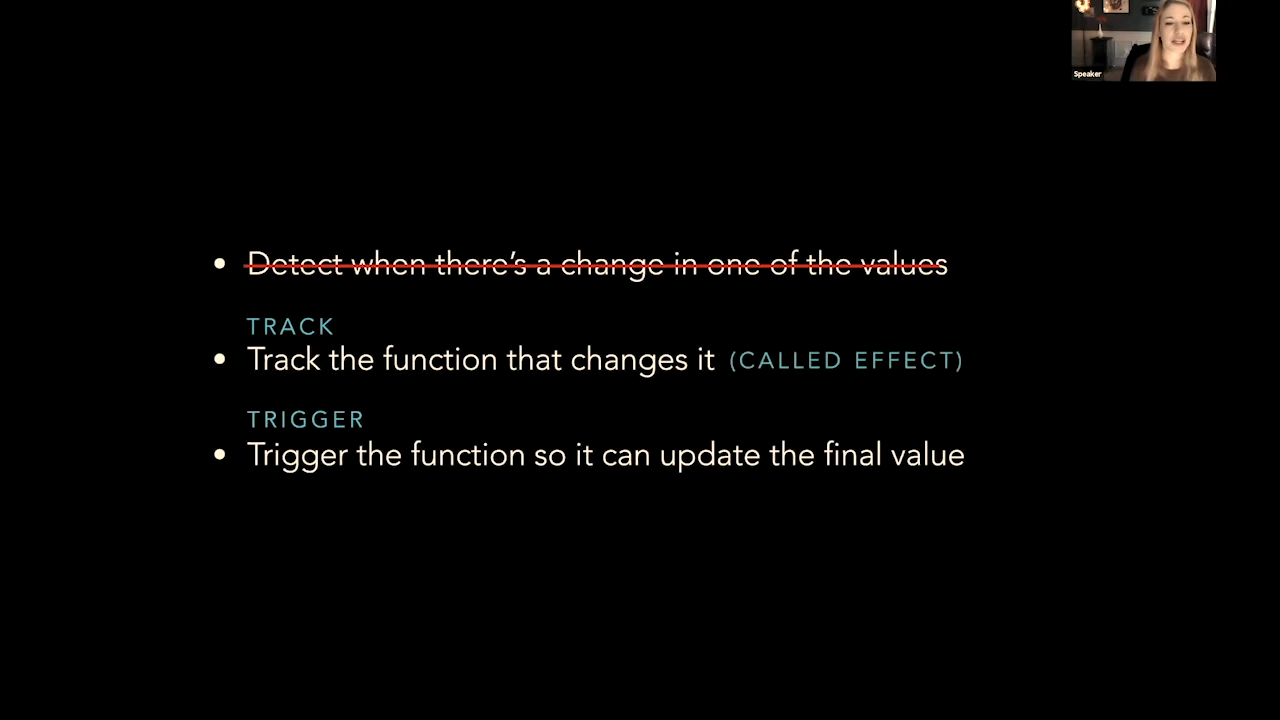 Speaker
• Detect when there's a change in one of the values
TRACK
• Track the function that changes it (CALLED EFFECT)
TRIGGER
• Trigger the function so it can update the final value